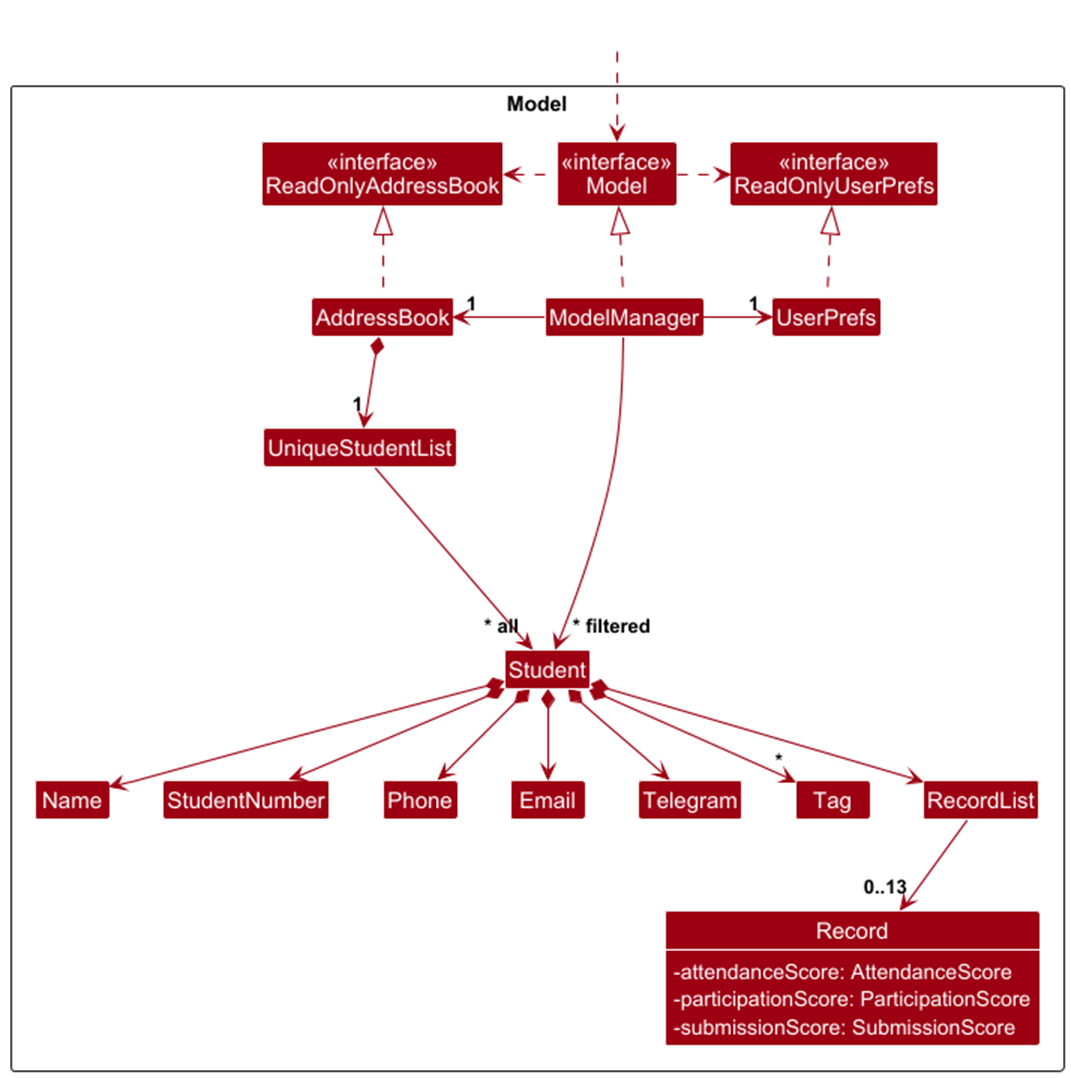 Model
«interface»
ReadOnlyAddressBook
«interface»
Model
«interface»
ReadOnlyUserPrefs
AddressBook
1
ModelManager
1
UserPrefs
1
UniqueStudentList
* all
* filtered
Student
*
Name
StudentNumber
Phone
Email
Telegram
Tag
RecordList
0..13
Record
-attendanceScore: AttendanceScore
-participationScore: ParticipationScore
-submissionScore: SubmissionScore